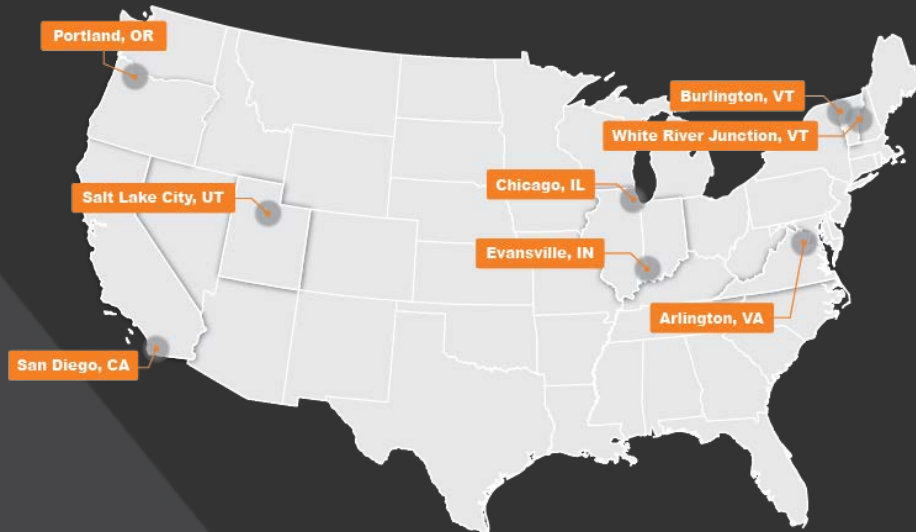 Portland, OR
Burlington, VT
White River Junction, VT
Chicago, IL
Salt Lake City, UT
Evansville, IN
Arlington, VA
San Diego, CA